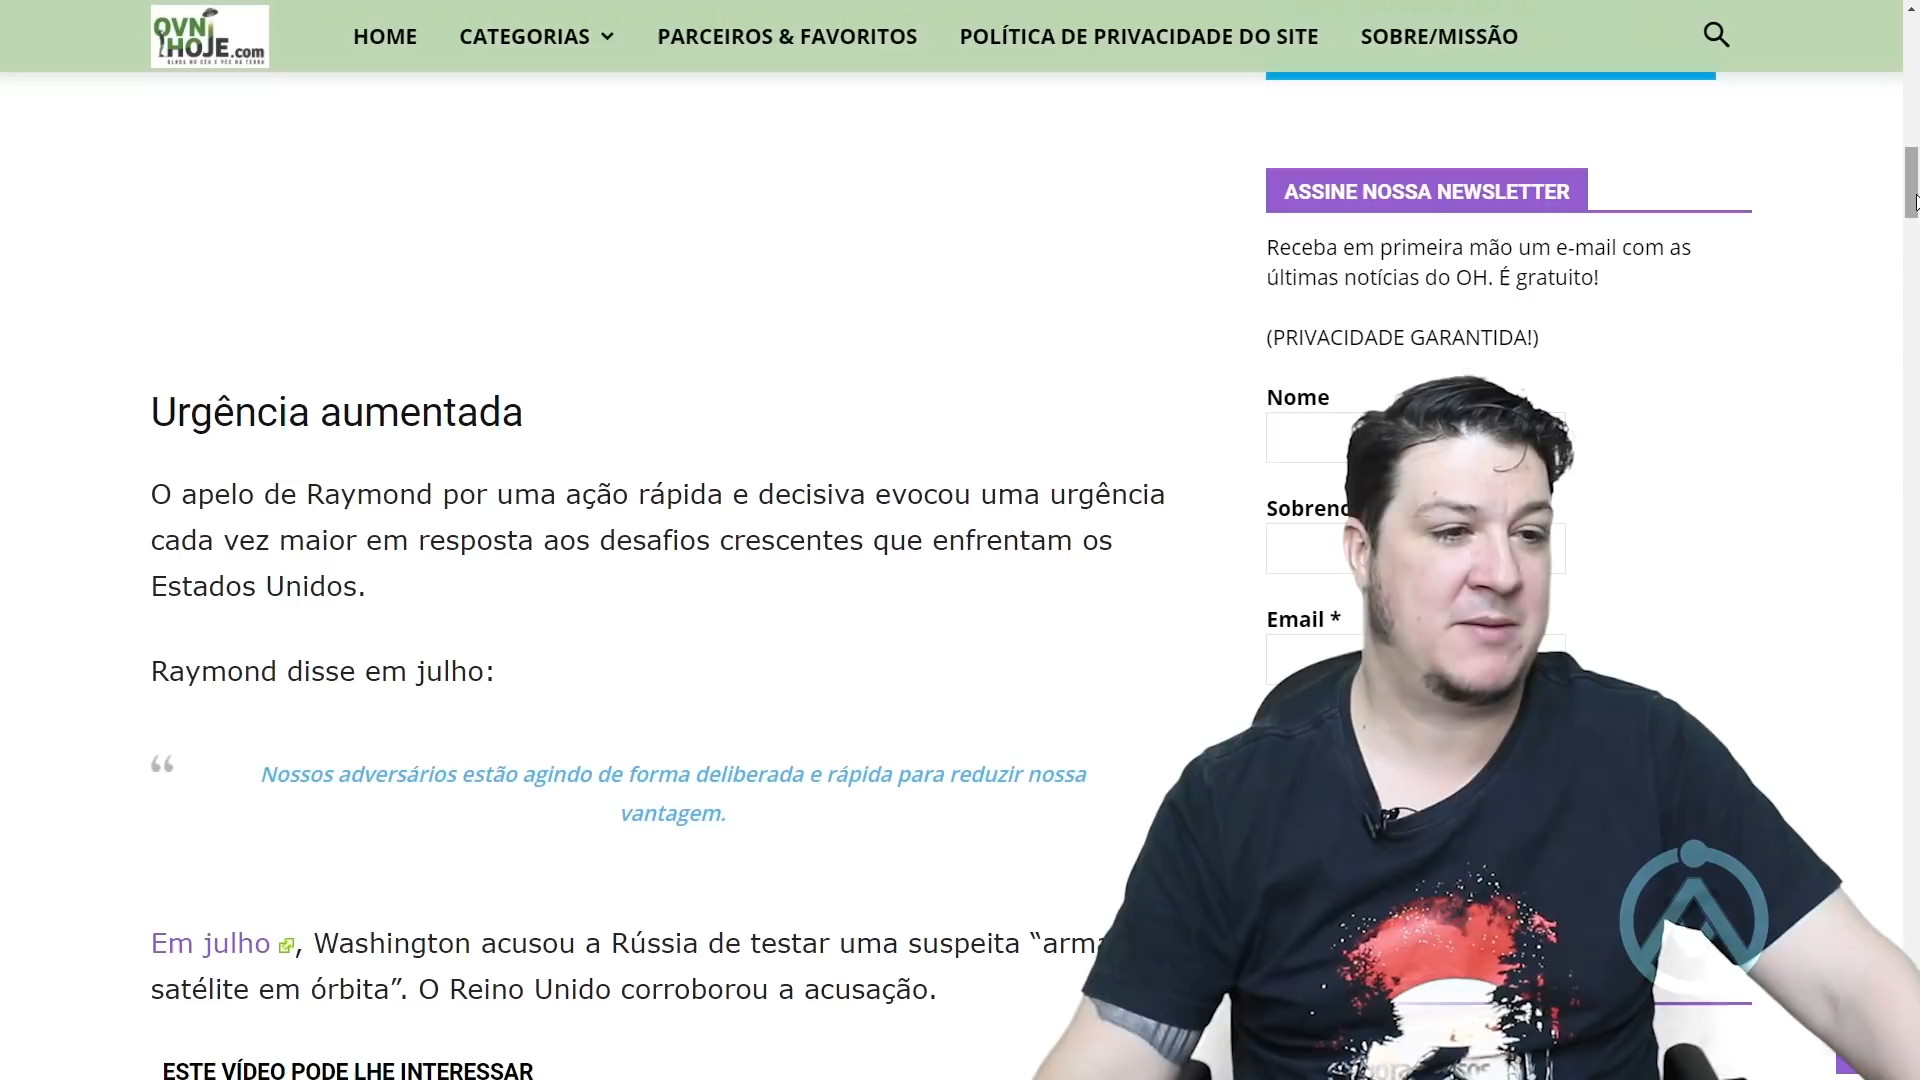 OVNI
HOJE.com
HOME
CATEGORIAS
PARCEIROS & FAVORITOS
POLÍTICA DE PRIVACIDADE DO SITE
SOBRE/MISSÃO
ASSINE NOSSA NEWSLETTER
Receba em primeira mão um e-mail com as
últimas notícias do OH. É gratuito!
(PRIVACIDADE GARANTIDA!)
Nome
Email *
Urgência aumentada
O apelo de Raymond por uma ação rápida e decisiva evocou uma urgência
cada vez maior em resposta aos desafios crescentes que enfrentam os
Estados Unidos.
Raymond disse em julho:
“
Nossos adversários estão agindo de forma deliberada e rápida para reduzir nossa
vantagem.
Em julho, Washington acusou a Rússia de testar uma suspeita “arma
satélite em órbita”. O Reino Unido corroborou a acusação.
ESTE VÍDEO PODE LHE INTERESSAR